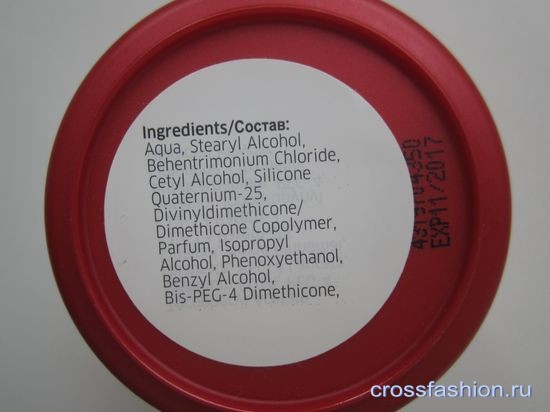 Ingredients/Состав:
Aqua, Stearyl Alcohol,
Behentrimonium Chloride,
Cetyl Alcohol, Silicone
Quaternium-25,
Divinyldimethicone/
Dimethicone Copolymer,
Parfum, Isopropyl
Alcohol, Phenoxyethanol,
Benzyl Alcohol,
Bis-PEG-4 Dimethicone,
EXP11/2017
crossfashion.ru